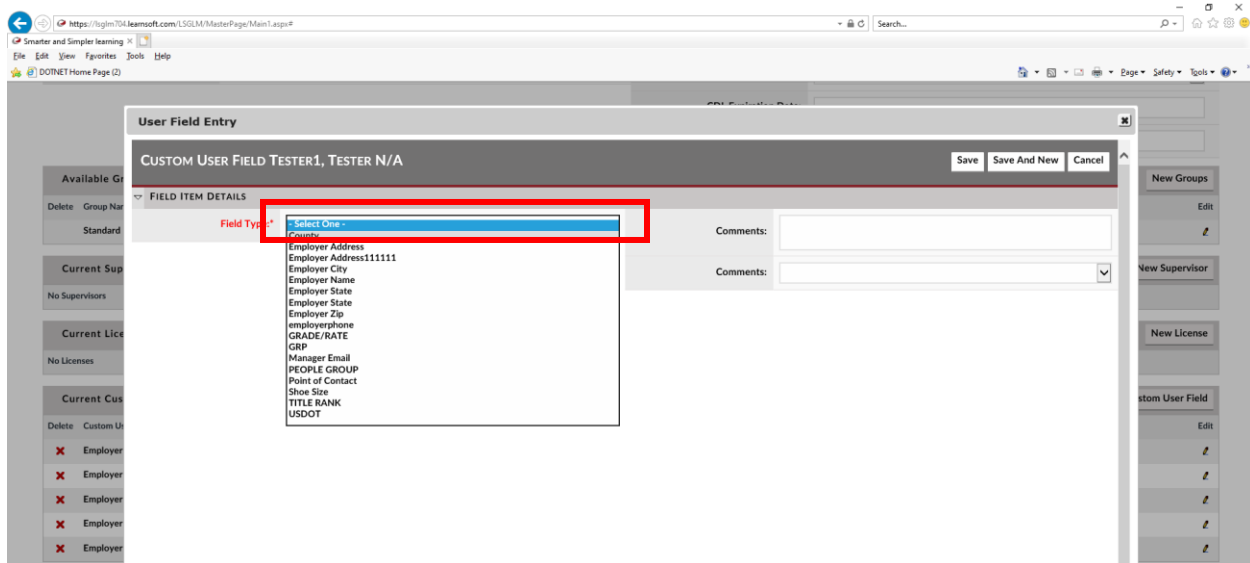 https://lsglm704.learnsoft.com/LSGLM/MasterPage/Main1.aspx#
Search...
Smarter and Simpler learning
File Edit View Favorites Tools Help
DOTNET Home Page (2)
Page Safety Tools
User Field Entry
CUSTOM USER FIELD TESTER1, TESTER N/A
Save Save And New Cancel
Available Gr
New Groups
FIELD ITEM DETAILS
Delete Group Nar
Edit
Field Type:*
- Select One -
Comments:
Standard
County
Employer Address
Employer Address111111
Employer City
Employer Name
Employer State
Employer State
Employer Zip
employerphone
GRADE/RATE
GRP
Manager Email
PEOPLE GROUP
Point of Contact
Shoe Size
TITLE RANK
USDOT
Comments:
Current Sup
New Supervisor
No Supervisors
Current Lice
New License
No Licenses
Current Cus
stom User Field
Delete Custom Us
Edit
Employer
Employer
Employer
Employer
Employer